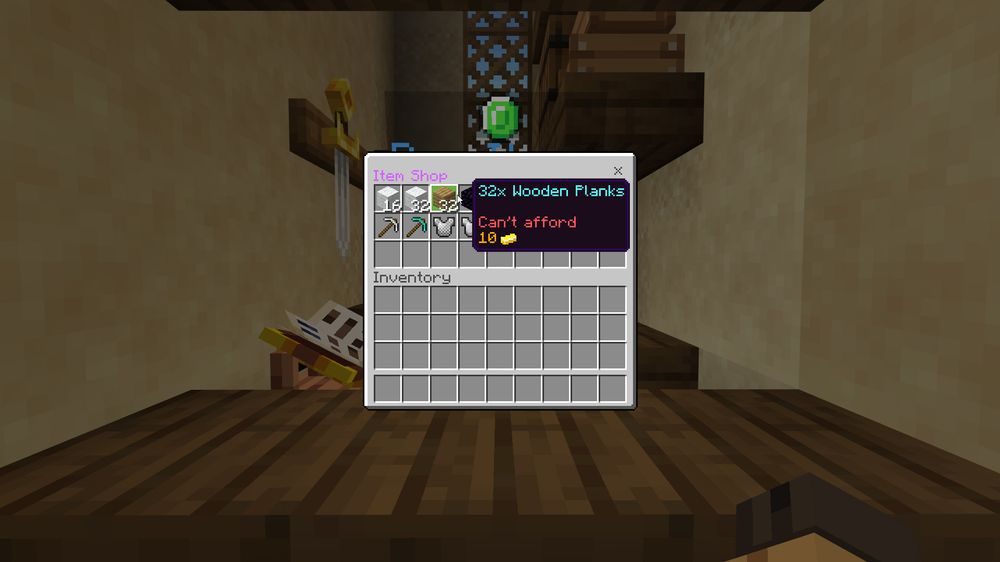 Item Shop
16
32
32
32x Wooden Planks
Can't afford
10
Inventory